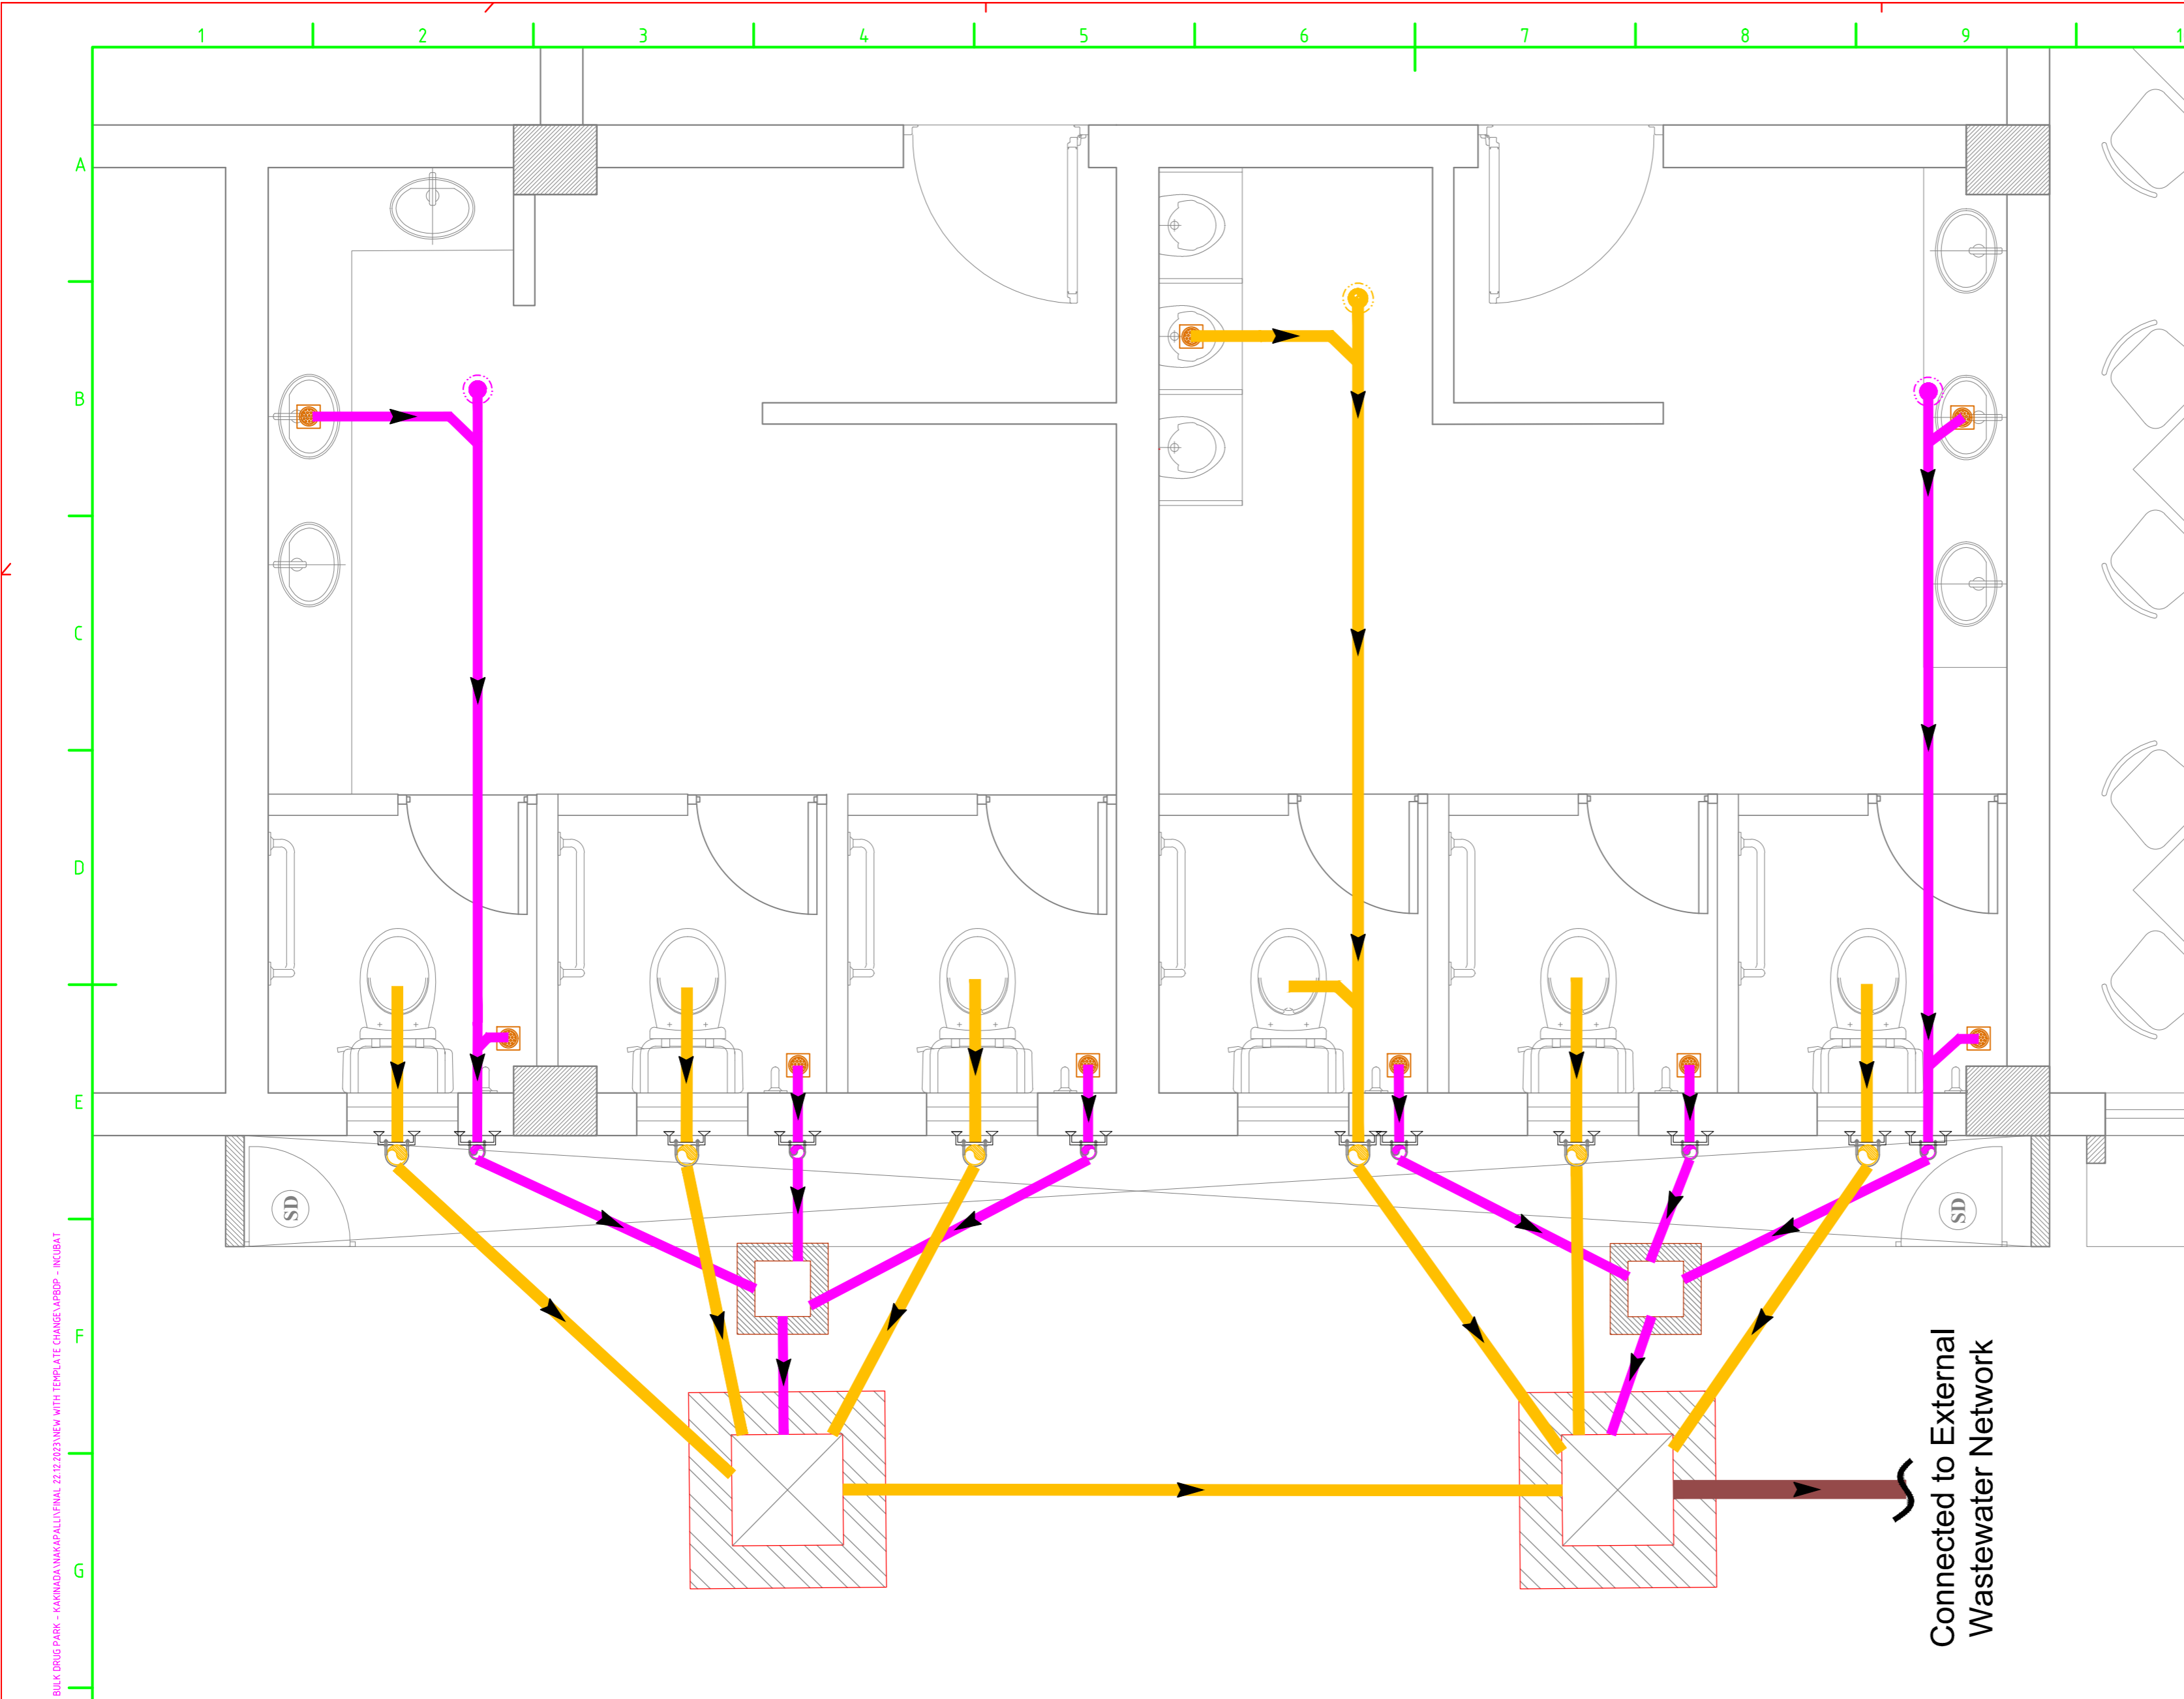 1 2 3 4 5 6 7 8 9 1
A
B
C
D
E
F
G
SD
SD
Connected to External
Wastewater Network
BULK DRUG PARK - KAKINADA\NAKAPALLI\FINAL 22.12.2023\NEW WITH TEMPLATE CHANGE\APBDP - INCUBAT